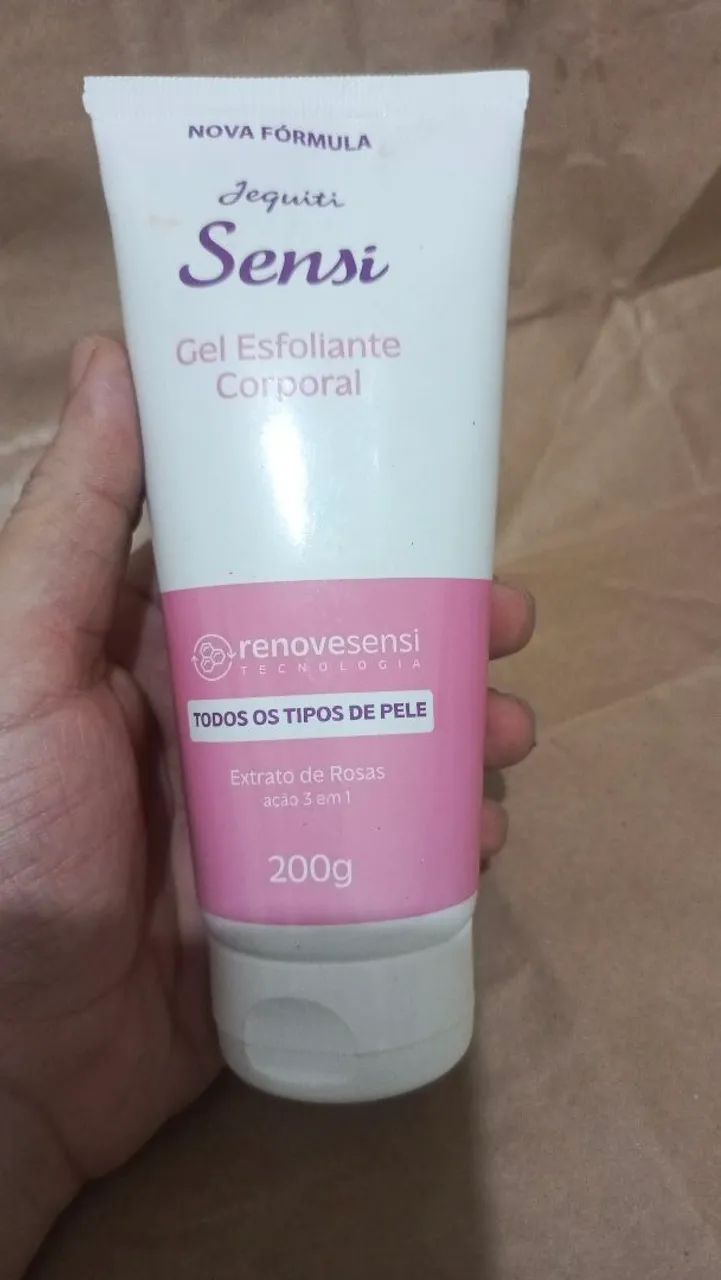 NOVA FÓRMULA
Jequiti
Sensi
Gel Esfoliante
Corporal
renovesensi
TECNOLOGIA
TODOS OS TIPOS DE PELE
Extrato de Rosas
ação 3 em 1
200g